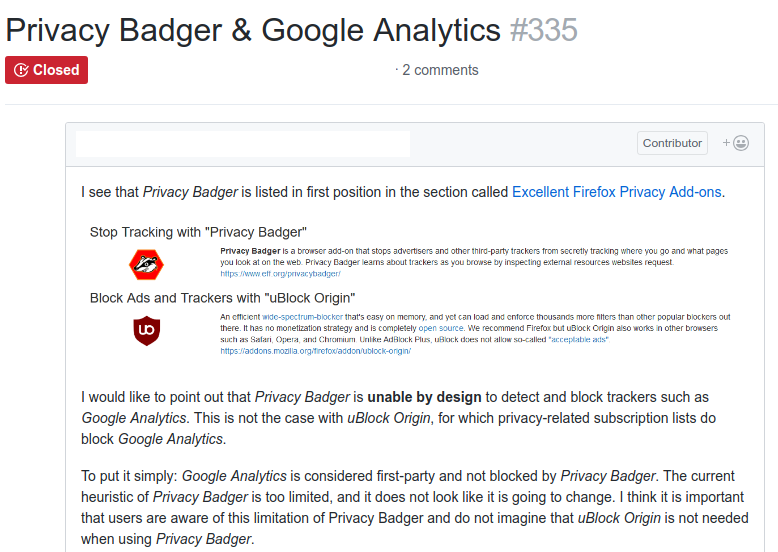 Privacy Badger & Google Analytics #335
Closed
· 2 comments
Contributor
+
I see that Privacy Badger is listed in first position in the section called Excellent Firefox Privacy Add-ons.
Stop Tracking with "Privacy Badger"
Privacy Badger is a browser add-on that stops advertisers and other third-party trackers from secretly tracking where you go and what pages
you look at on the web. Privacy Badger learns about trackers as you browse by inspecting external resources websites request.
https://www.eff.org/privacybadger/
Block Ads and Trackers with "uBlock Origin"
UO
An efficient wide-spectrum-blocker that's easy on memory, and yet can load and enforce thousands more filters than other popular blockers out
there. It has no monetization strategy and is completely open source. We recommend Firefox but uBlock Origin also works in other browsers
such as Safari, Opera, and Chromium. Unlike AdBlock Plus, uBlock does not allow so-called "acceptable ads"
https://addons.mozilla.org/firefox/addon/ublock-origin/
I would like to point out that Privacy Badger is unable by design to detect and block trackers such as
Google Analytics. This is not the case with uBlock Origin, for which privacy-related subscription lists do
block Google Analytics.
To put it simply: Google Analytics is considered first-party and not blocked by Privacy Badger. The current
heuristic of Privacy Badger is too limited, and it does not look like it is going to change. I think it is important
that users are aware of this limitation of Privacy Badger and do not imagine that uBlock Origin is not needed
when using Privacy Badger.